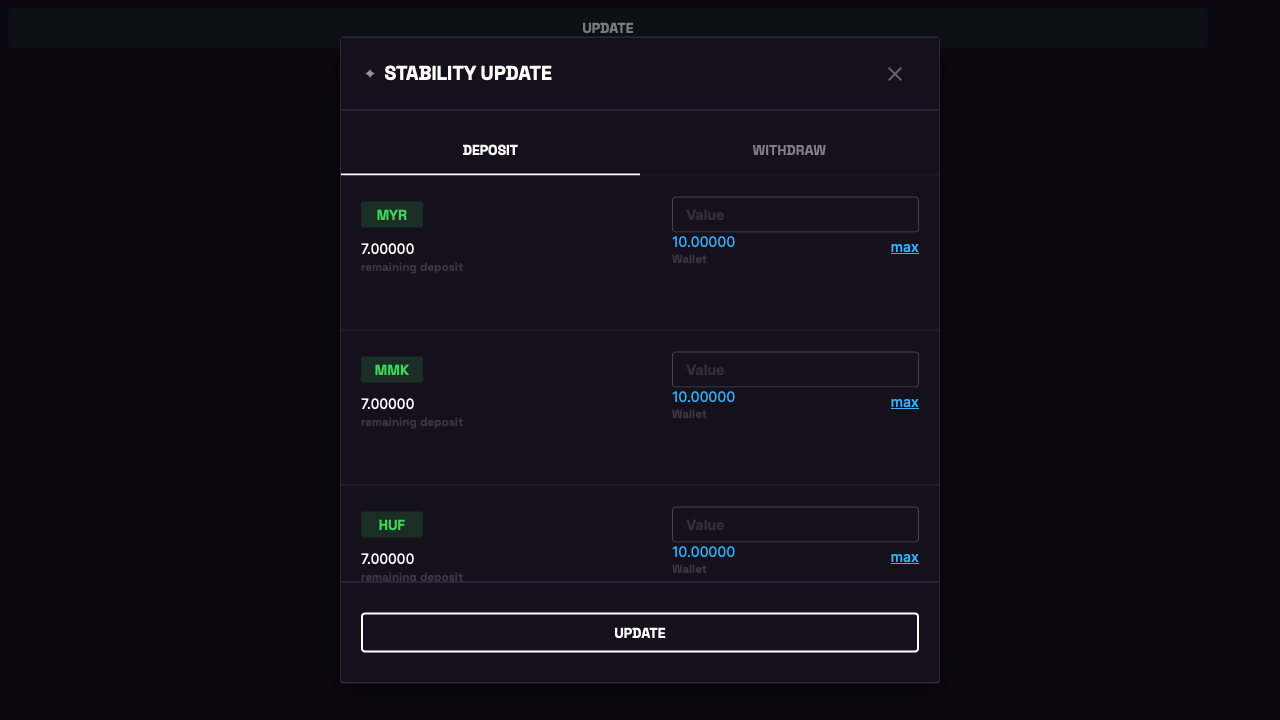 UPDATE
STABILITY UPDATE
DEPOSIT
WITHDRAW
MYR
Value
7.00000
10.00000
max
remaining deposit
Wallet
MMK
Value
7.00000
10.00000
max
remaining deposit
Wallet
HUF
Value
7.00000
10.00000
max
remaining deposit
Wallet
UPDATE